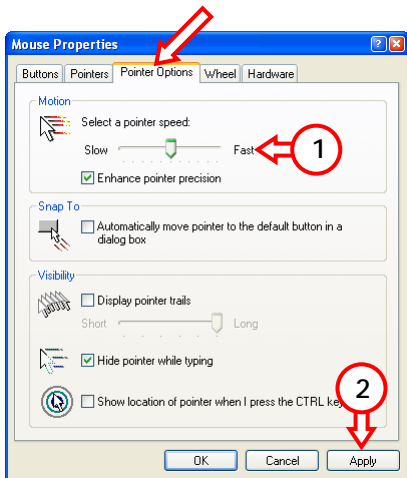 Mouse Properties
Buttons Pointers Pointer Options Wheel Hardware
Motion
Select a pointer speed:
Slow Fast
1
Enhance pointer precision
Snap To
Automatically move pointer to the default button in a
dialog box
Visibility
Display pointer trails
Short Long
Hide pointer while typing
Show location of pointer when I press the CTRL
2
OK Cancel Apply